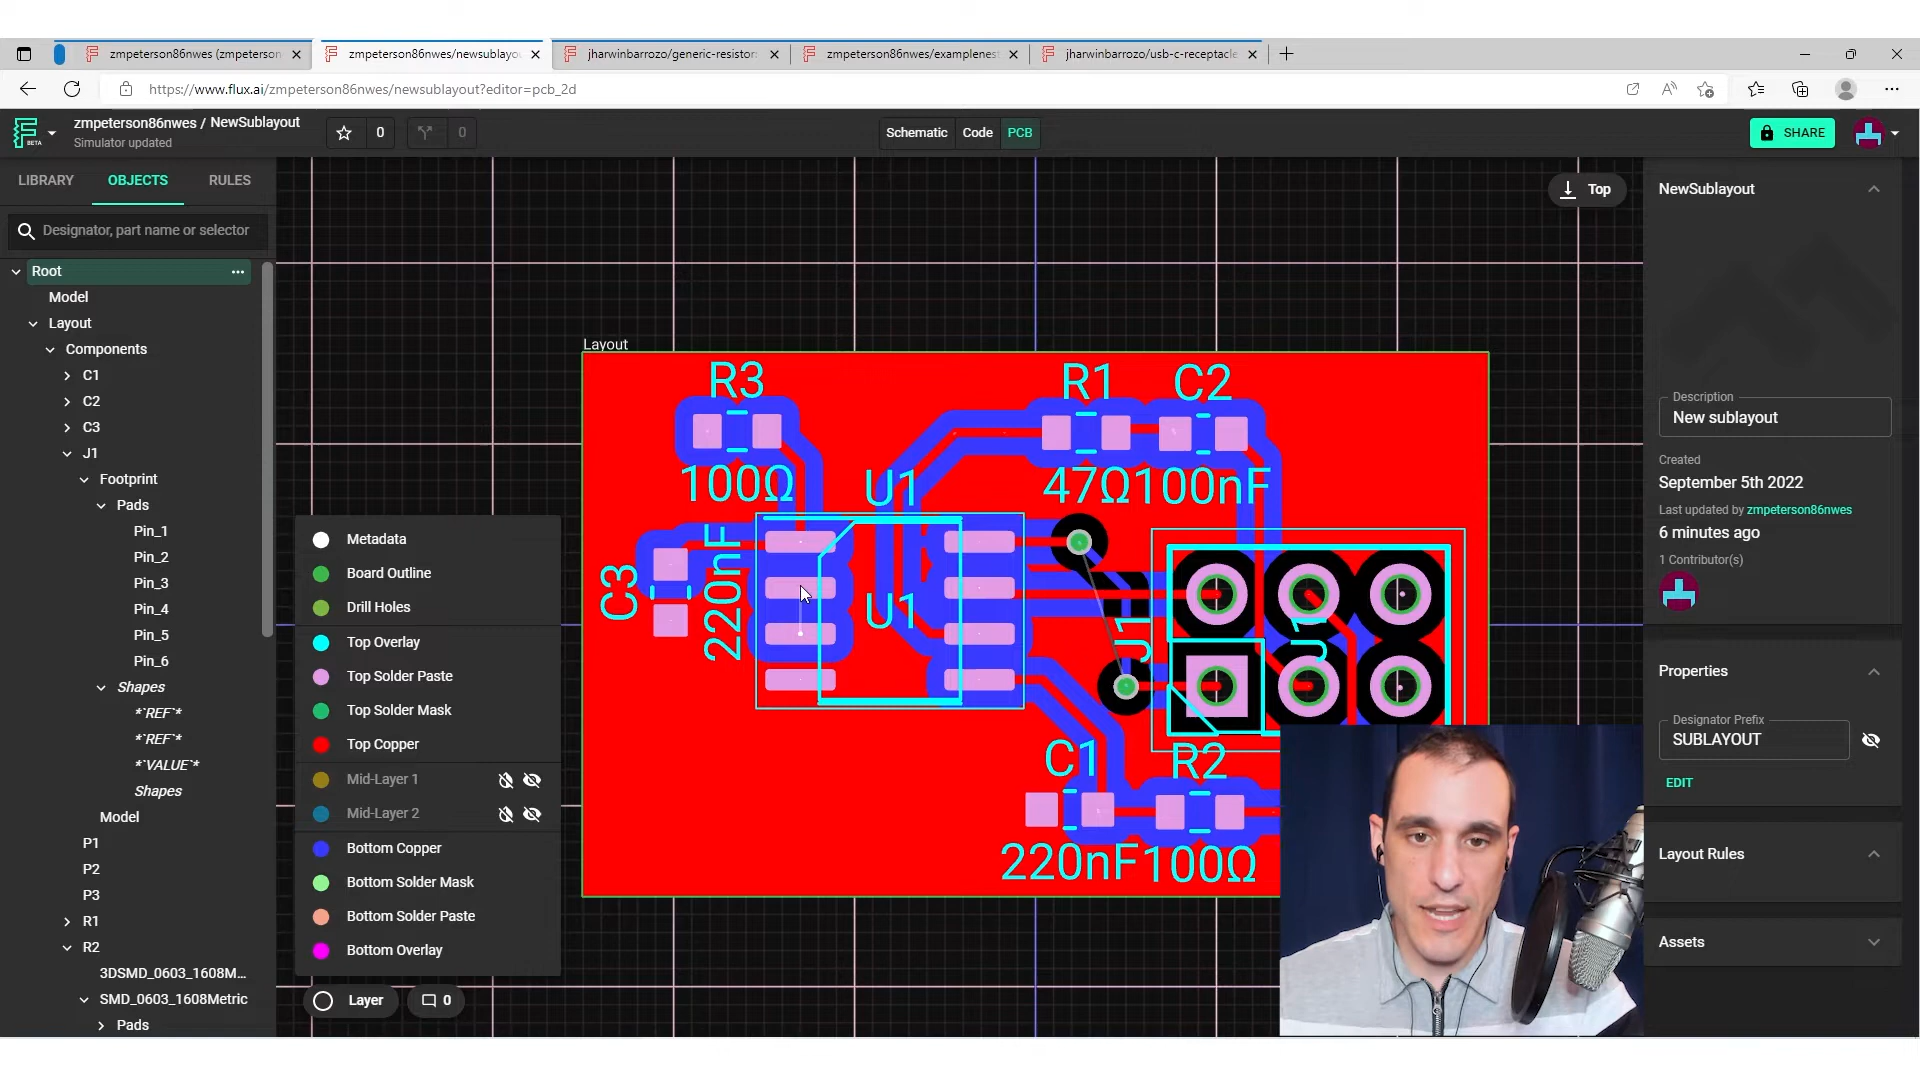 zmpeterson86nwes (zmpeterson
zmpeterson86nwes/newsublayou
jharwinbarrozo/generic-resistor:
zmpeterson86nwes/examplenes
jharwinbarrozo/usb-c-receptacle
https://www.flux.ai/zmpeterson86nwes/newsublayout?editor=pcb_2d
BETA
zmpeterson86nwes / NewSublayout
Simulator updated
0
0
Schematic
Code
PCB
SHARE
LIBRARY
OBJECTS
RULES
Designator, part name or selector
Root
Model
Layout
Components
C1
C2
C3
J1
Footprint
Pads
Pin_1
Pin_2
Pin_3
Pin_4
Pin_5
Pin_6
Shapes
*`REF`*
*`REF`*
*`VALUE`*
Shapes
Model
P1
P2
P3
R1
R2
3DSMD_0603_1608M...
SMD_0603_1608Metric
Pads
Metadata
Board Outline
Drill Holes
Top Overlay
Top Solder Paste
Top Solder Mask
Top Copper
Mid-Layer 1
Mid-Layer 2
Bottom Copper
Bottom Solder Mask
Bottom Solder Paste
Bottom Overlay
Layer
0
Top
Layout
R3
100Ω
R1
47Ω
C2
100nF
U1
U1
C3
220nF
J1
J1
C1
220nF
R2
100Ω
NewSublayout
Description
New sublayout
Created
September 5th 2022
Last updated by zmpeterson86nwes
6 minutes ago
1 Contributor(s)
Properties
Designator Prefix
SUBLAYOUT
EDIT
Layout Rules
Assets